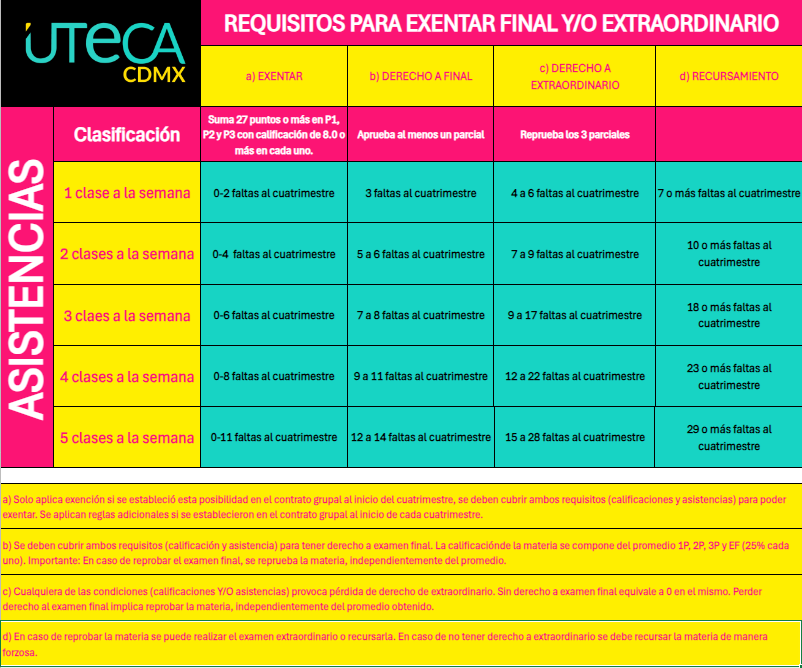 UTECA
CDMX
REQUISITOS PARA EXENTAR FINAL Y/O EXTRAORDINARIO
a) EXENTAR
b) DERECHO A FINAL
c) DERECHO A
EXTRAORDINARIO
d) RECURSAMIENTO
ASISTENCIAS
Clasificación
Suma 27 puntos o más en P1,
P2 y P3 con calificación de 8.0 o
más en cada uno.
Aprueba al menos un parcial
Reprueba los 3 parciales
1 clase a la semana
0-2 faltas al cuatrimestre
3 faltas al cuatrimestre
4 a 6 faltas al cuatrimestre
7 o más faltas al cuatrimestre
2 clases a la semana
0-4 faltas al cuatrimestre
5 a 6 faltas al cuatrimestre
7 a 9 faltas al cuatrimestre
10 o más faltas al
cuatrimestre
3 claes a la semana
0-6 faltas al cuatrimestre
7 a 8 faltas al cuatrimestre
9 a 17 faltas al cuatrimestre
18 o más faltas al
cuatrimestre
4 clases a la semana
0-8 faltas al cuatrimestre
9 a 11 faltas al cuatrimestre
12 a 22 faltas al cuatrimestre
23 o más faltas al
cuatrimestre
5 clases a la semana
0-11 faltas al cuatrimestre
12 a 14 faltas al cuatrimestre
15 a 28 faltas al cuatrimestre
29 o más faltas al
cuatrimestre
a) Solo aplica exención si se estableció esta posibilidad en el contrato grupal al inicio del cuatrimestre, se deben cubrir ambos requisitos (calificaciones y asistencias) para poder
exentar. Se aplican reglas adicionales si se establecieron en el contrato grupal al inicio de cada cuatrimestre.
b) Se deben cubrir ambos requisitos (calificación y asistencia) para tener derecho a examen final. La calificaciónde la materia se compone del promedio 1P, 2P, 3P y EF (25% cada
uno). Importante: En caso de reprobar el examen final, se reprueba la materia, independientemente del promedio.
c) Cualquiera de las condiciones (calificaciones Y/O asistencias) provoca pérdida de derecho de extraordinario. Sin derecho a examen final equivale a 0 en el mismo. Perder
derecho al examen final implica reprobar la materia, independientemente del promedio obtenido.
d) En caso de reprobar la materia se puede realizar el examen extraordinario o recursarla. En caso de no tener derecho a extraordinario se debe recursar la materia de manera
forzosa.